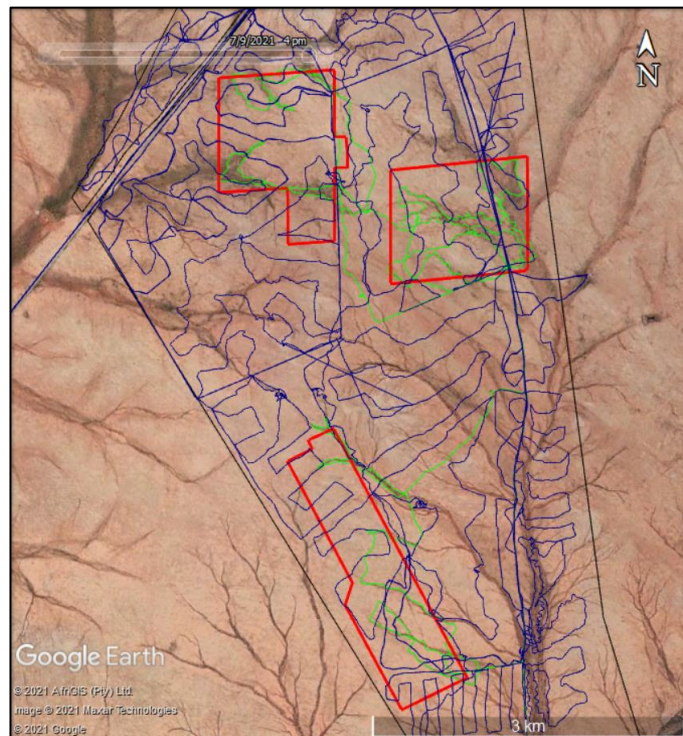 7/9/2021 4 pm
N
Google Earth
© 2021 AfriGIS (Pty) Ltd.
Image © 2021 Maxar Technologies
© 2021 Google
3 km